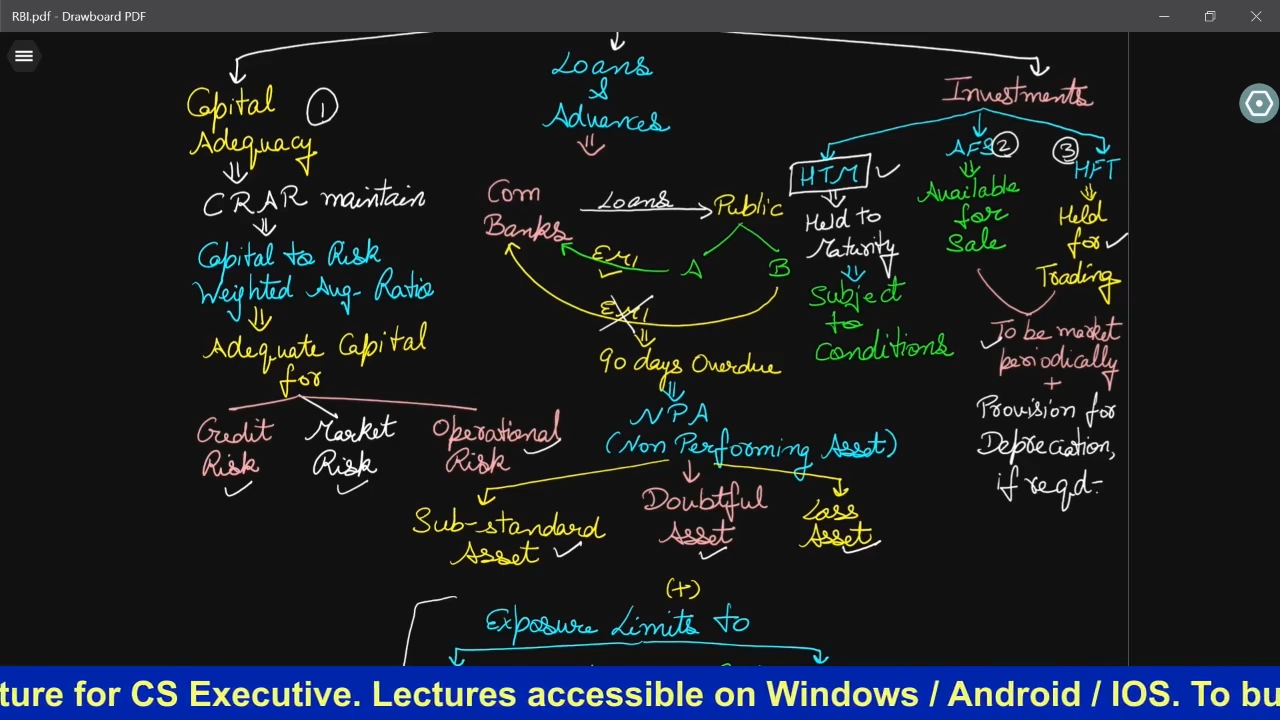 RBI.pdf - Drawboard PDF
Capital
Adequacy
1
CRAR maintain
Capital to Risk
Weighted Avg- Ratio
Adequate Capital
for
Credit
Risk
Market
Risk
Operational
Risk
Loans
&
Advances
Com
Banks
Loans
Public
EMI
A
B
EMI
90 days Overdue
NPA
(Non Performing Asset)
Sub-standard
Asset
Doubtful
Asset
Loss
Asset
(+)
Exposure Limits to
Investments
HTM
Held to
Maturity
Subject
to
Conditions
AFS
2
Available
for
Sale
3
HFT
Held
for
Trading
To be market
periodically
+
Provision for
Depreciation,
if reqd-
ture for CS Executive. Lectures accessible on Windows / Android / IOS. To bu